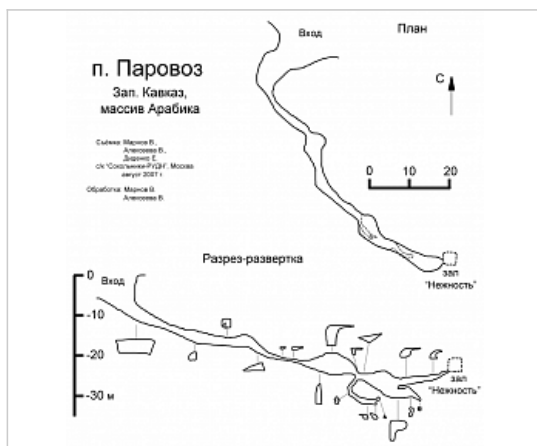 Вход
План
п. Паровоз
Зап. Кавказ,
массив Арабика
С
Съёмка: Марков В.,
Алексеева В.,
Диденко Е.
с/к "Сокольники-РУДН", Москва
август 2007 г.
Обработка: Марков В.
Алексеева В.
0 10 20
зал
"Нежность"
Разрез-развертка
0
Вход
-10
-20
-30 м
зал
"Нежность"